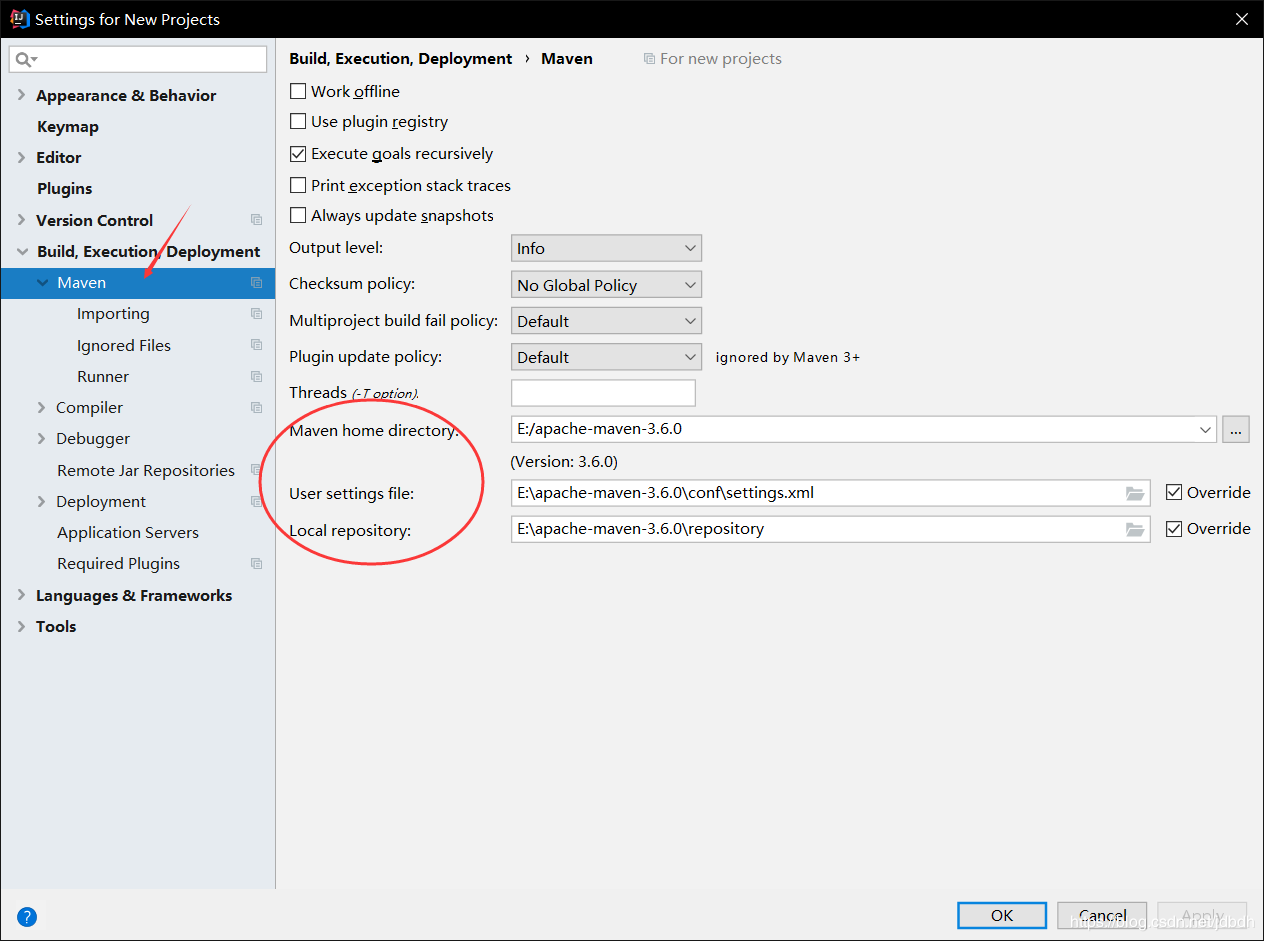 Settings for New Projects
Appearance & Behavior
Keymap
Editor
Plugins
Version Control
Build, Execution, Deployment
Maven
Importing
Ignored Files
Runner
Compiler
Debugger
Remote Jar Repositories
Deployment
Application Servers
Required Plugins
Languages & Frameworks
Tools
Build, Execution, Deployment › Maven For new projects
Work offline
Use plugin registry
Execute goals recursively
Print exception stack traces
Always update snapshots
Output level: Info
Checksum policy: No Global Policy
Multiproject build fail policy: Default
Plugin update policy: Default ignored by Maven 3+
Threads (-T option).
Maven home directory: E:/apache-maven-3.6.0 ...
(Version: 3.6.0)
User settings file: E:\apache-maven-3.6.0\conf\settings.xml Override
Local repository: E:\apache-maven-3.6.0\repository Override
? OK Cancel Apply
https://blog.csdn.net/jdbdh